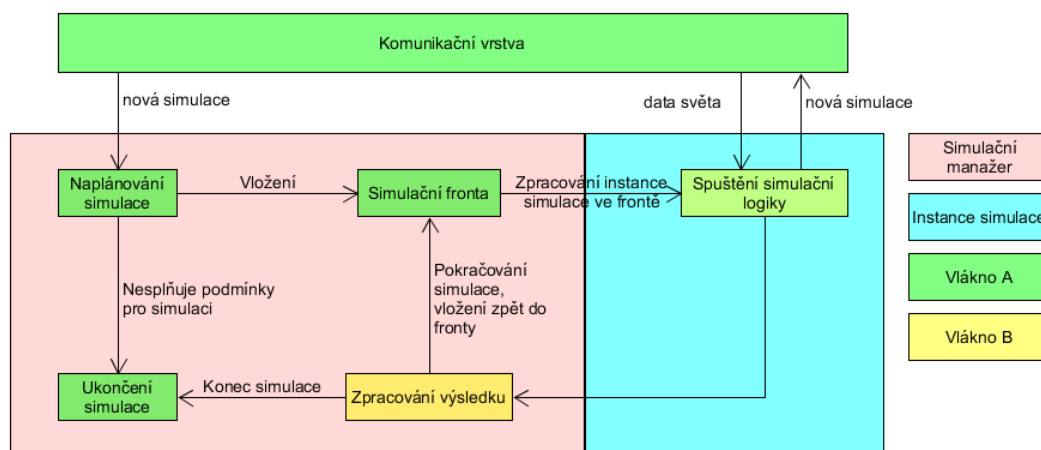 Komunikační vrstva
nová simulace
data světa
nová simulace
Naplánování
simulace
Vložení
Simulační fronta
Zpracování instance
simulace ve frontě
Spuštění simulační
logiky
Simulační
manažer
Instance simulace
Vlákno A
Vlákno B
Nesplňuje podmínky
pro simulaci
Pokračování
simulace,
vložení zpět do
fronty
Ukončení
simulace
Konec simulace
Zpracování výsledku